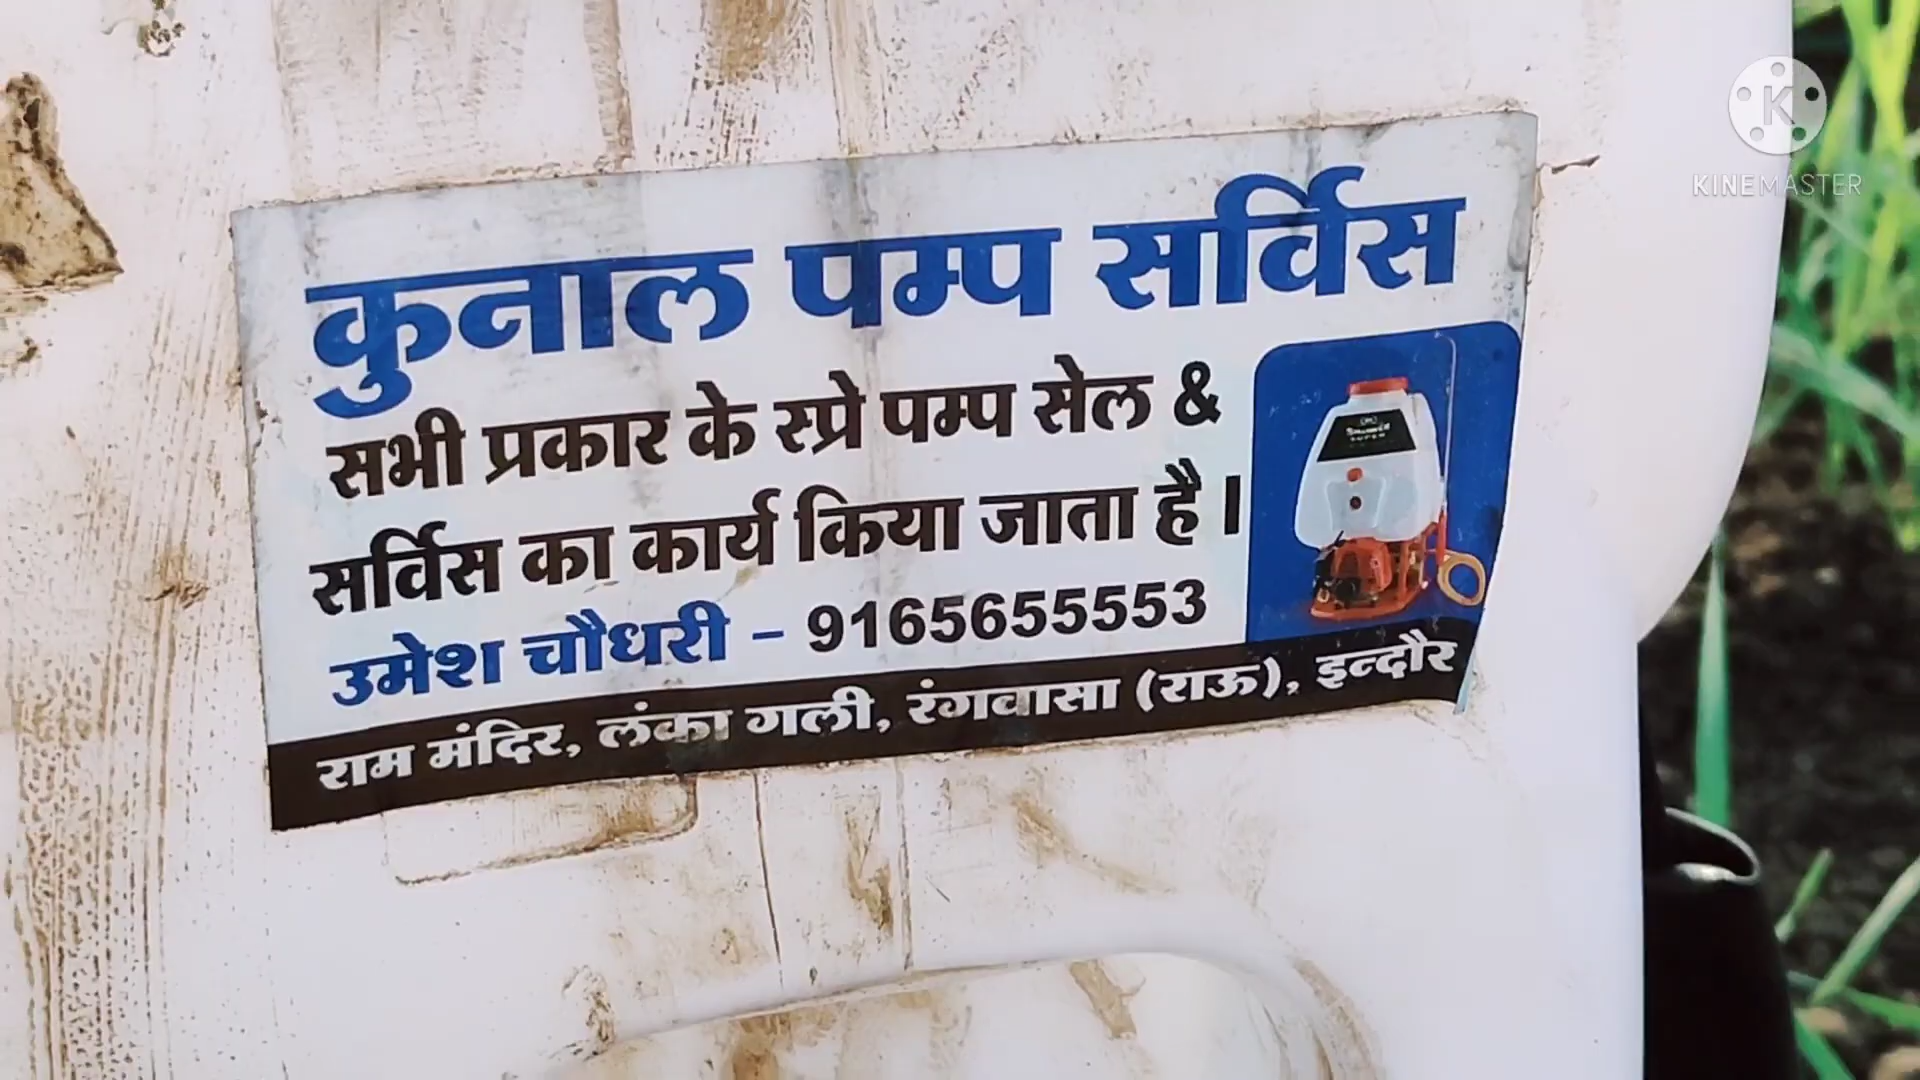 कुनाल पम्प सर्विस
सभी प्रकार के स्प्रे पम्प सेल &
सर्विस का कार्य किया जाता है ।
उमेश चौधरी – 9165655553
राम मंदिर, लंका गली, रंगवासा (राऊ), इन्दौर
K
KINEMASTER